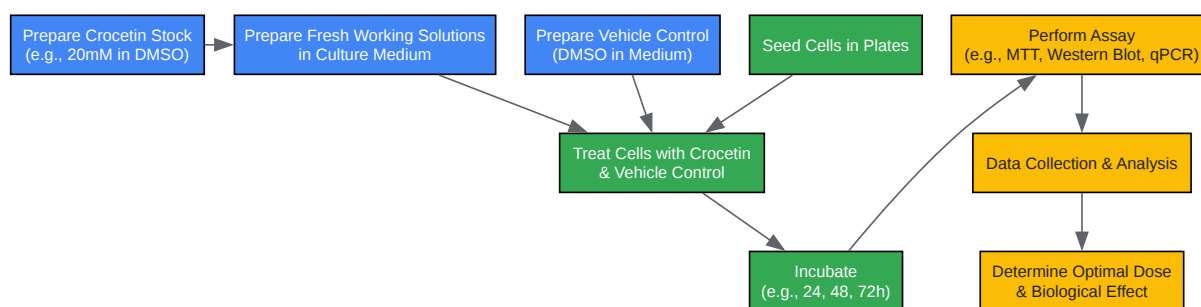 Prepare Crocetin Stock
(e.g., 20mM in DMSO)
Prepare Fresh Working Solutions
in Culture Medium
Prepare Vehicle Control
(DMSO in Medium)
Seed Cells in Plates
Perform Assay
(e.g., MTT, Western Blot, qPCR)
Treat Cells with Crocetin
& Vehicle Control
Data Collection & Analysis
Incubate
(e.g., 24, 48, 72h)
Determine Optimal Dose
& Biological Effect